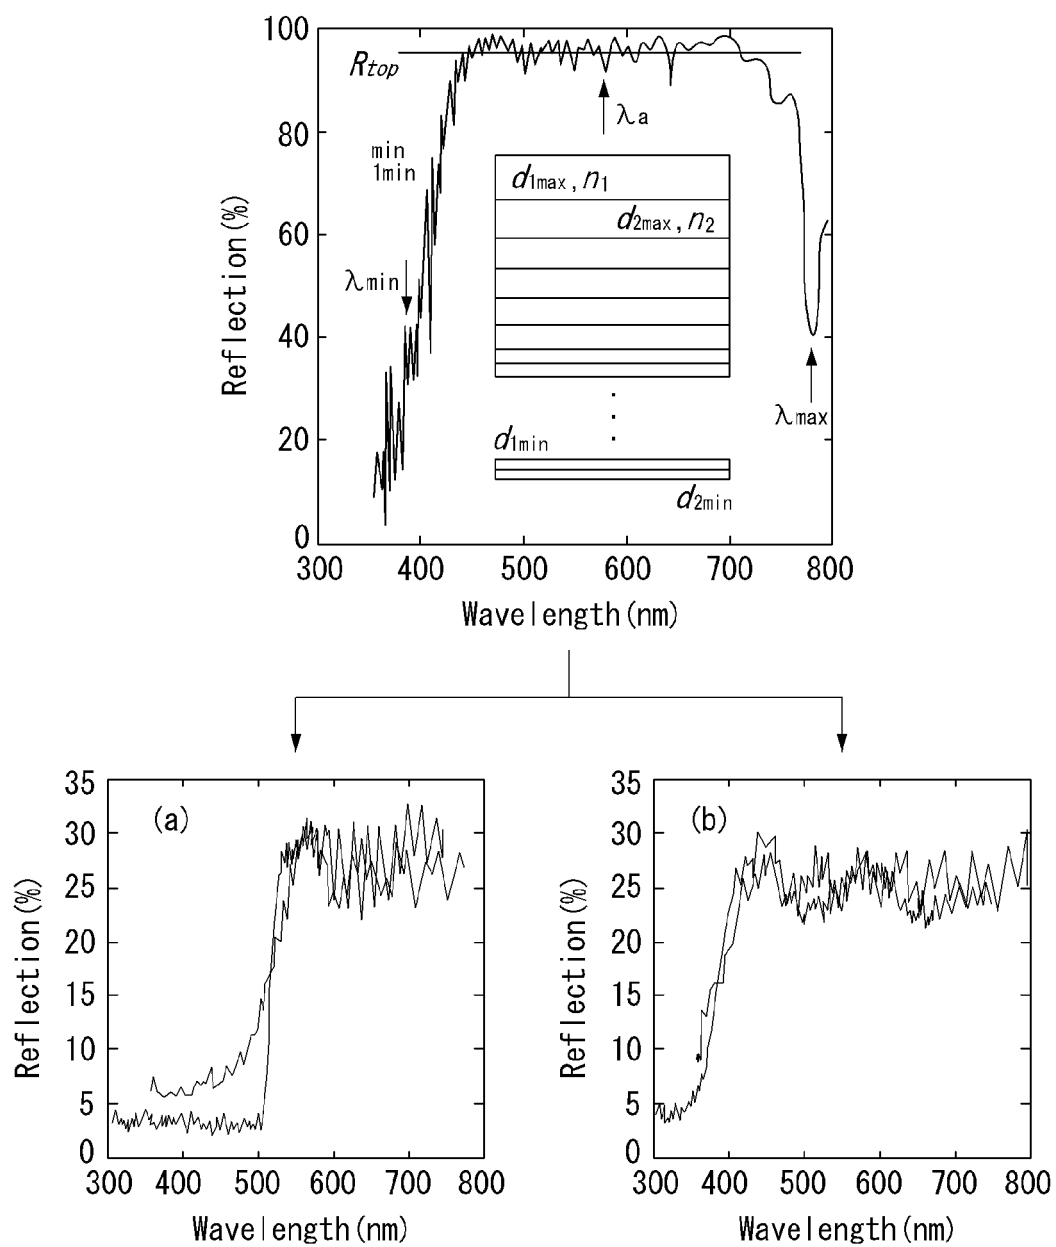 100
80
60
40
20
0
Reflection(%)
Rtop
λa
min
1min
λmin
d1max, n1
d2max, n2
d1min
d2min
λmax
300 400 500 600 700 800
Wavelength(nm)
(a)
35
30
25
20
15
10
5
0
Reflection(%)
300 400 500 600 700 800
Wavelength(nm)
(b)
35
30
25
20
15
10
5
0
Reflection(%)
300 400 500 600 700 800
Wavelength(nm)